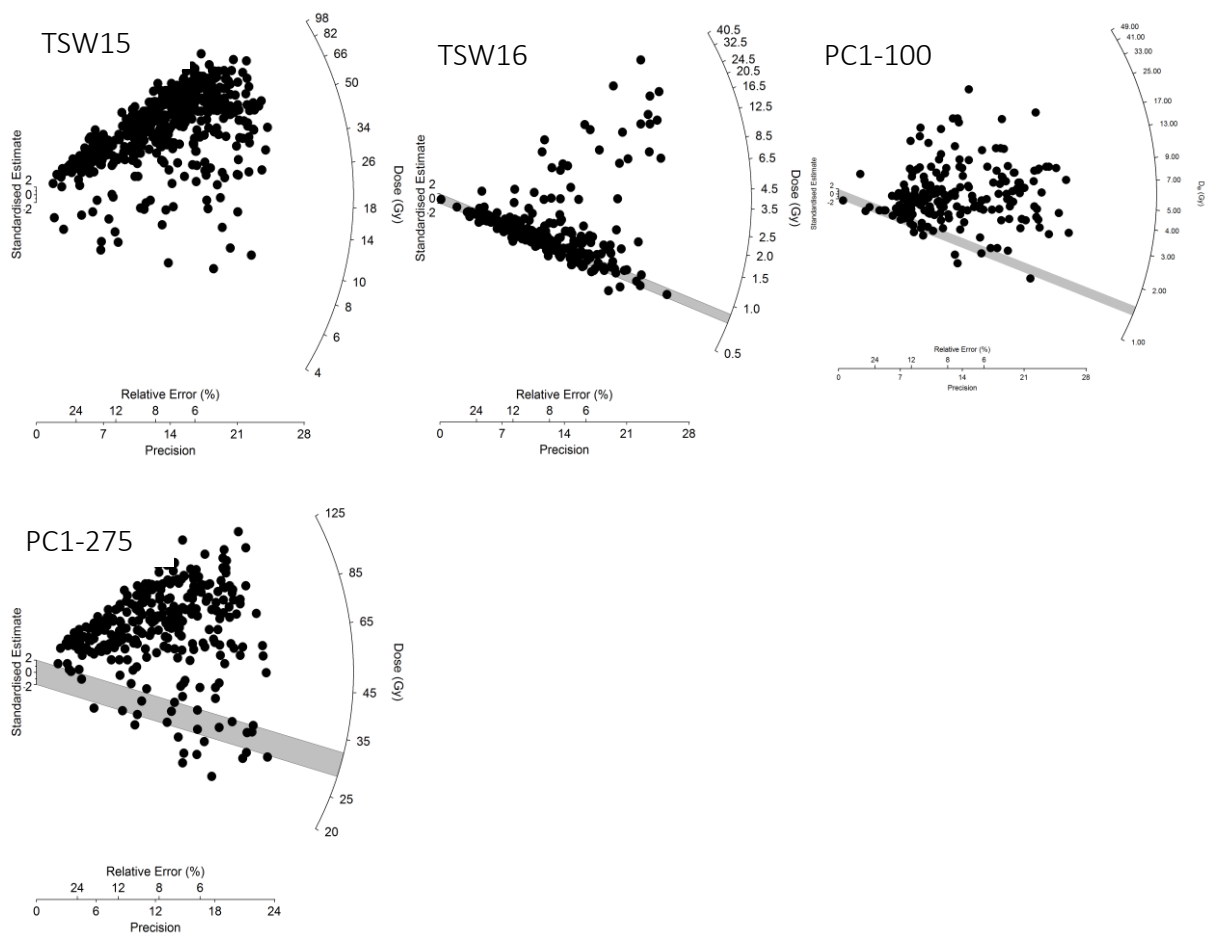 TSW15
98
82
66
50
34
26
18
14
10
8
6
4
Dose (Gy)
Standardised Estimate
2
0
-2
Relative Error (%)
24 12 8 6
0 7 14 21 28
Precision
TSW16
40.5
32.5
24.5
20.5
16.5
12.5
8.5
6.5
4.5
3.5
2.5
2.0
1.5
1.0
0.5
Dose (Gy)
Standardised Estimate
2
0
-2
Relative Error (%)
24 12 8 6
0 7 14 21 28
Precision
PC1-100
49.00
41.00
33.00
25.00
17.00
13.00
9.00
7.00
5.00
4.00
3.00
2.00
1.00
Standardised Estimate
2
0
-2
Relative Error (%)
24 12 8 6
0 7 14 21 28
Precision
PC1-275
125
85
65
45
35
25
20
Dose (Gy)
Standardised Estimate
2
0
-2
Relative Error (%)
24 12 8 6
0 6 12 18 24
Precision